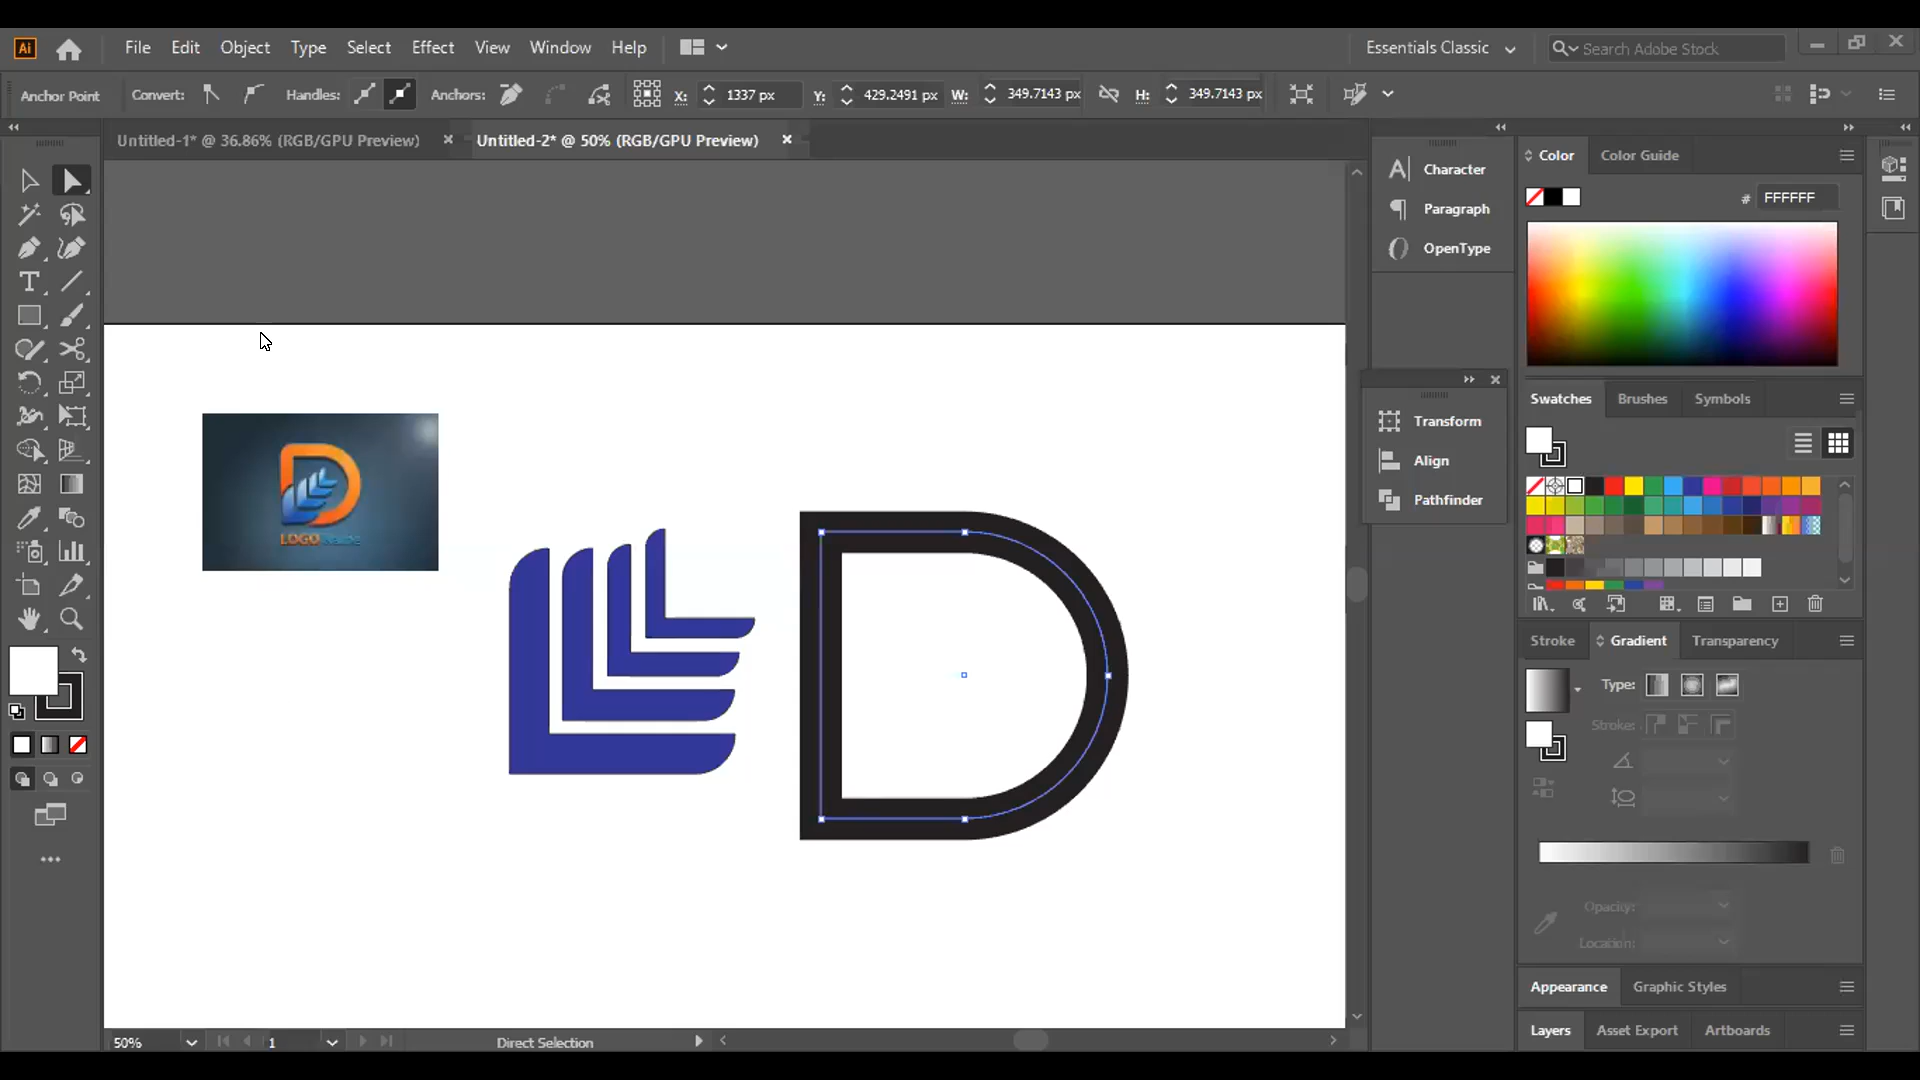 Ai File Edit Object Type Select Effect View Window Help Essentials Classic Search Adobe Stock
Anchor Point Convert: Handles: Anchors: X: 1337 px Y: 429.2491 px W: 349.7143 px H: 349.7143 px
Untitled-1* @ 36.86% (RGB/GPU Preview) Untitled-2* @ 50% (RGB/GPU Preview)
Character
Paragraph
OpenType
Transform
Align
Pathfinder
Color Color Guide
# FFFFFF
Swatches Brushes Symbols
Stroke Gradient Transparency
Type:
Stroke:
Opacity:
Location:
Appearance Graphic Styles
Layers Asset Export Artboards
D
LOGO
50% 1 Direct Selection